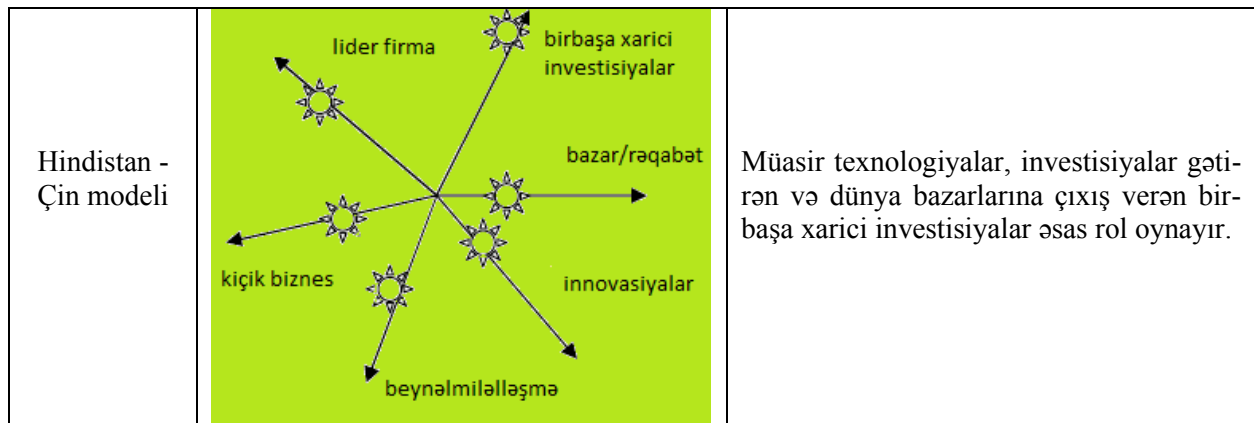 Hindistan -
Çin modeli
lider firma
birbaşa xarici
investisiyalar
bazar/rəqabət
kiçik biznes
innovasiyalar
beynəlmiləlləşmə
Müasir texnologiyalar, investisiyalar gəti-
rən və dünya bazarlarına çıxış verən bir-
başa xarici investisiyalar əsas rol oynayır.